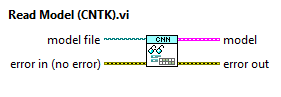 Read Model (CNTK).vi
model file CNN model
error in (no error) error out